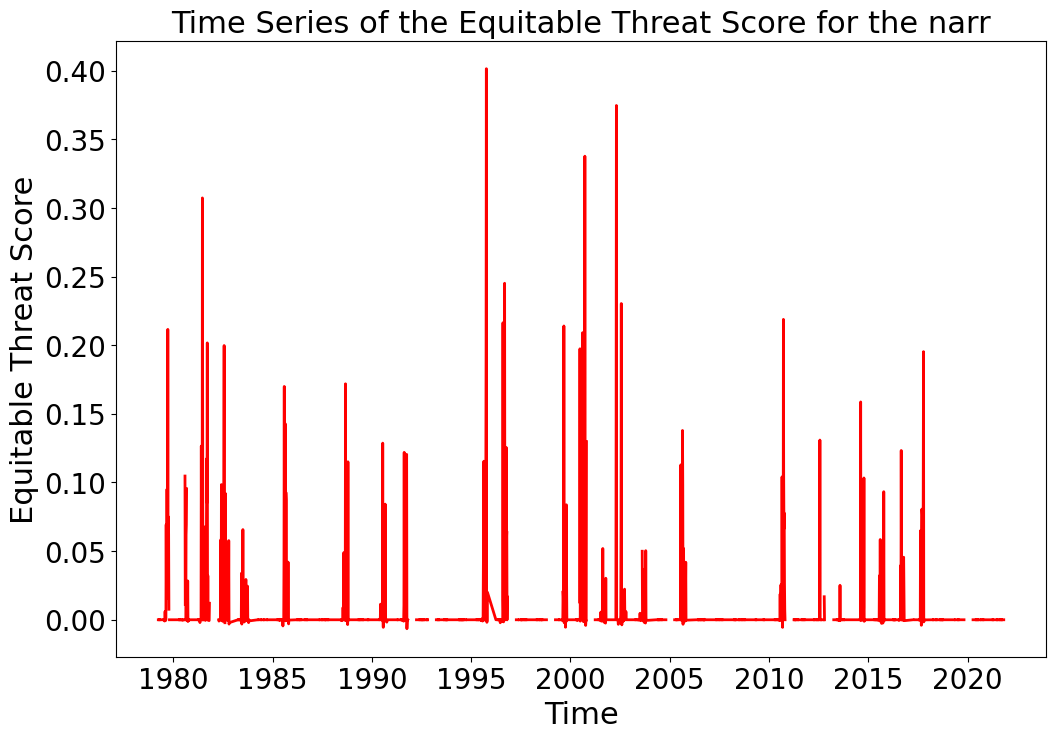 Time Series of the Equitable Threat Score for the narr
0.40
0.35
0.30
0.25
0.20
0.15
0.10
0.05
0.00
Equitable Threat Score
1980 1985 1990 1995 2000 2005 2010 2015 2020
Time